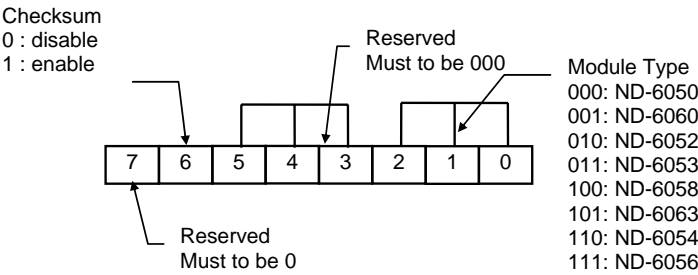 Checksum
0 : disable
1 : enable
Reserved
Must to be 000
Module Type
000: ND-6050
001: ND-6060
010: ND-6052
011: ND-6053
100: ND-6058
101: ND-6063
110: ND-6054
111: ND-6056
7 6 5 4 3 2 1 0
Reserved
Must to be 0